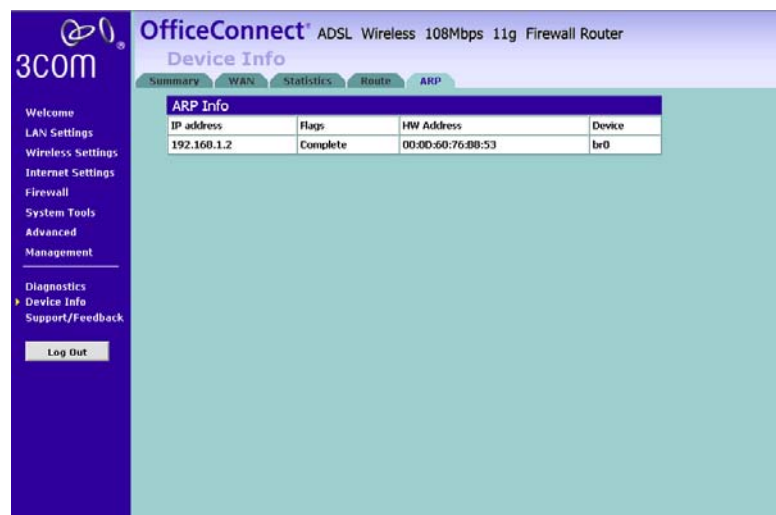 3COM
OfficeConnect ADSL Wireless 108Mbps 11g Firewall Router
Device Info
Summary WAN Statistics Route ARP
Welcome
LAN Settings
Wireless Settings
Internet Settings
Firewall
System Tools
Advanced
Management
Diagnostics
Device Info
Support/Feedback
Log Out
ARP Info
IP address Flags HW Address Device
192.168.1.2 Complete 00:0D:60:76:B8:53 br0